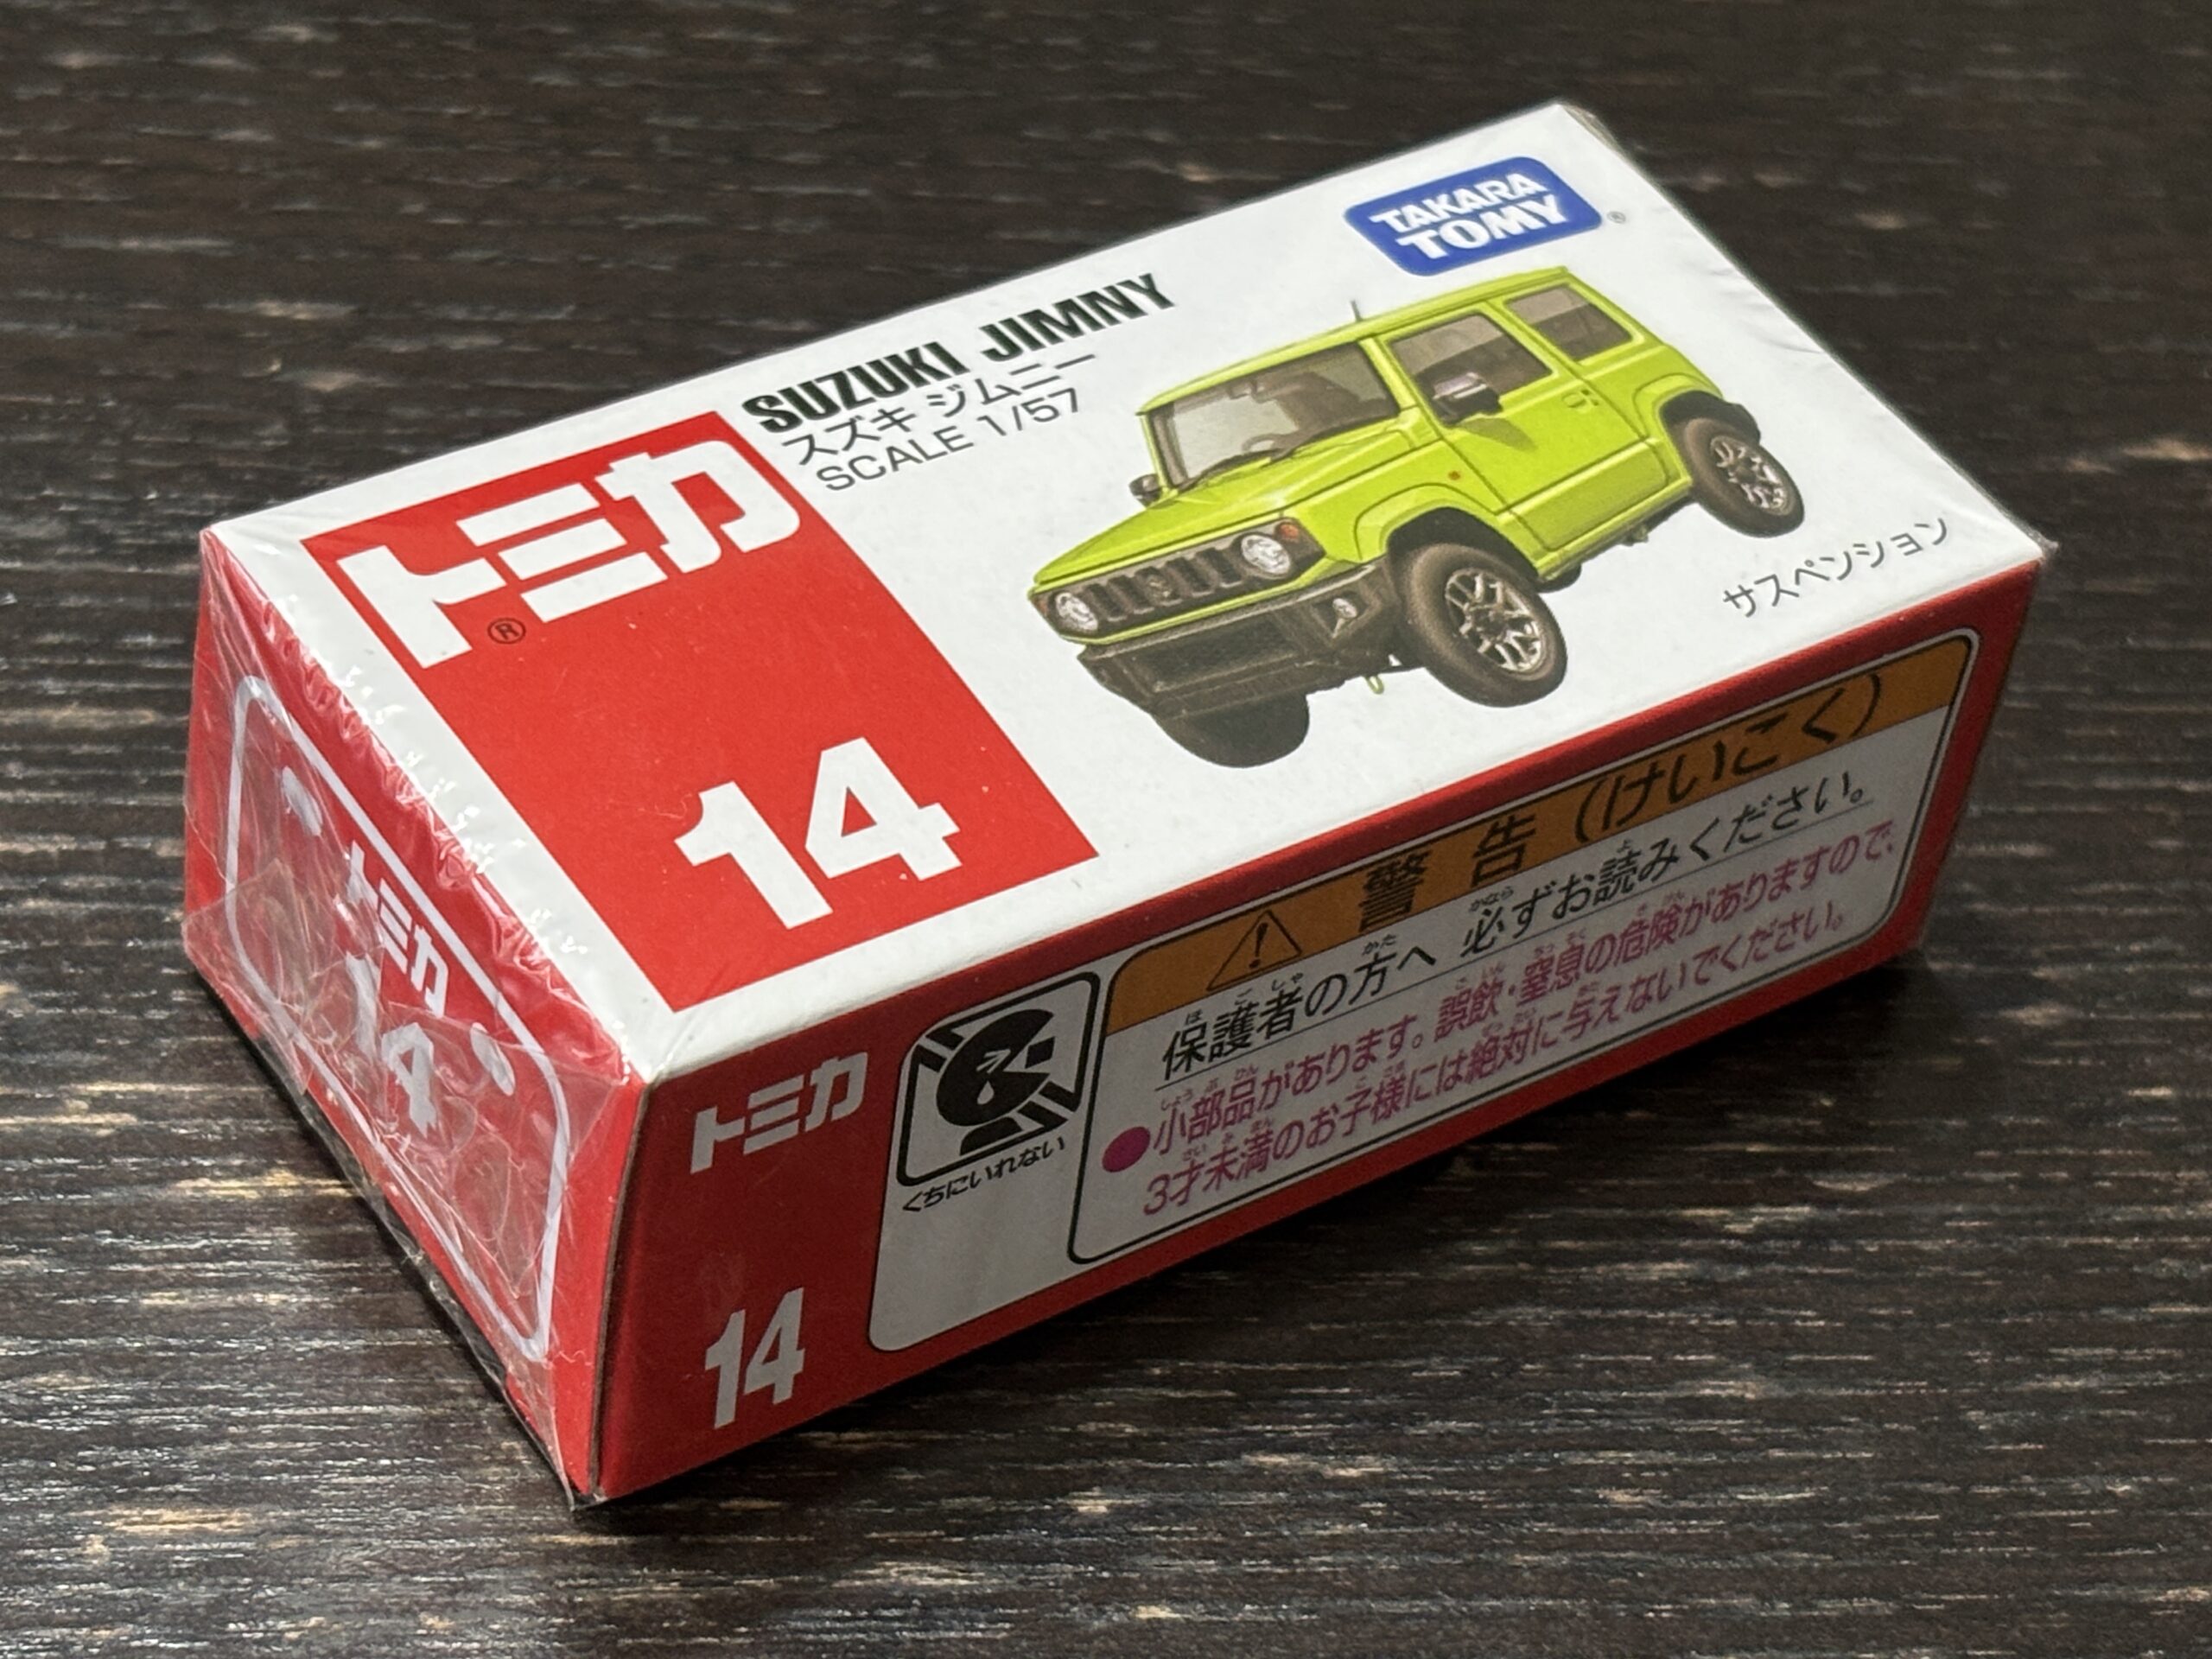 TAKARA
TOMY
®
SUZUKI JIMNY
スズキ ジムニー
SCALE 1/57
トミカ
®
14
サスペンション
トミカ
14
トミカ
14
くちにいれない
警告(けいこく)
保護者の方へ 必ずお読みください。
●小部品があります。誤飲・窒息の危険がありますので、
3才未満のお子様には絶対に与えないでください。